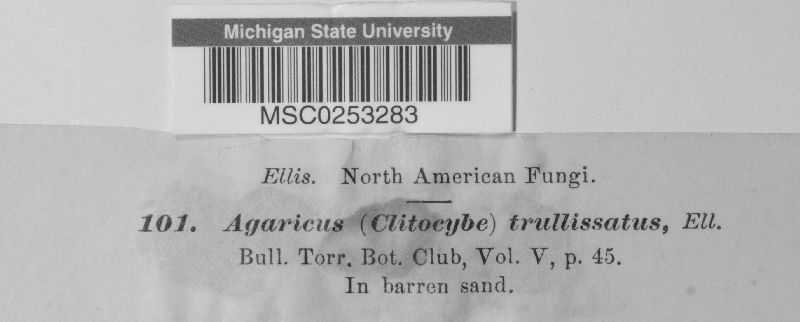 Michigan State University
MSC0253283
Ellis. North American Fungi.
101. Agaricus (Clitocybe) trullissatus, Ell.
Bull. Torr. Bot. Club, Vol. V, p. 45.
In barren sand.